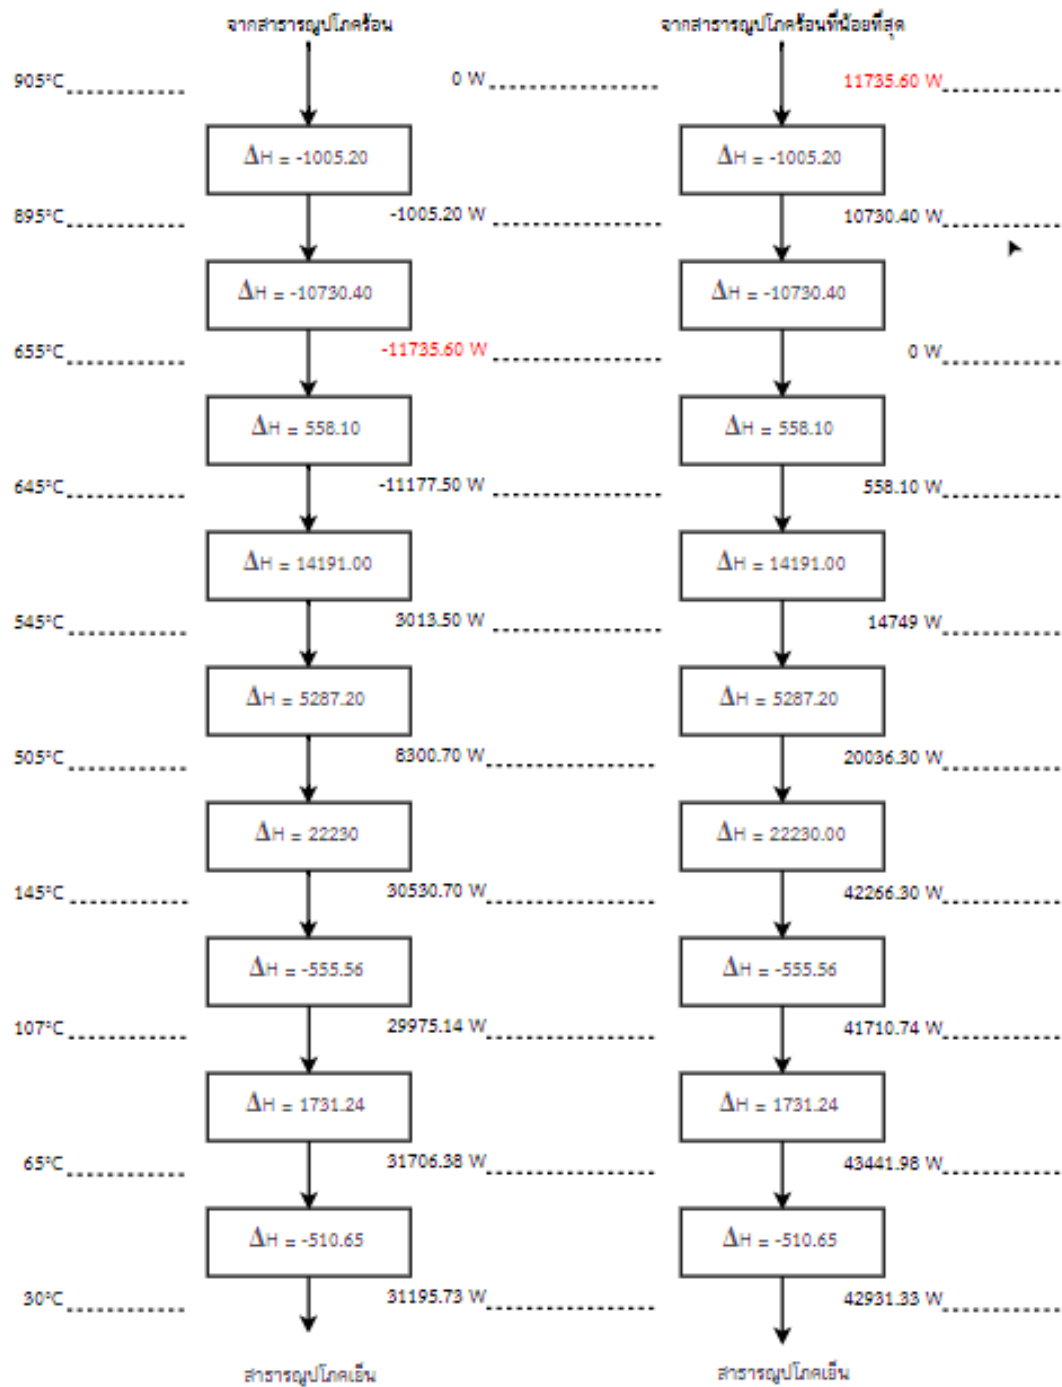 จากสาธารณูปโภคร้อน จากสาธารณูปโภคร้อนที่น้อยที่สุด
905°C 0 W 11735.60 W
ΔH = -1005.20 ΔH = -1005.20
895°C -1005.20 W 10730.40 W
ΔH = -10730.40 ΔH = -10730.40
655°C -11735.60 W 0 W
ΔH = 558.10 ΔH = 558.10
645°C -11177.50 W 558.10 W
ΔH = 14191.00 ΔH = 14191.00
545°C 3013.50 W 14749 W
ΔH = 5287.20 ΔH = 5287.20
505°C 8300.70 W 20036.30 W
ΔH = 22230 ΔH = 22230.00
145°C 30530.70 W 42266.30 W
ΔH = -555.56 ΔH = -555.56
107°C 29975.14 W 41710.74 W
ΔH = 1731.24 ΔH = 1731.24
65°C 31706.38 W 43441.98 W
ΔH = -510.65 ΔH = -510.65
30°C 31195.73 W 42931.33 W
สาธารณูปโภคเย็น สาธารณูปโภคเย็น